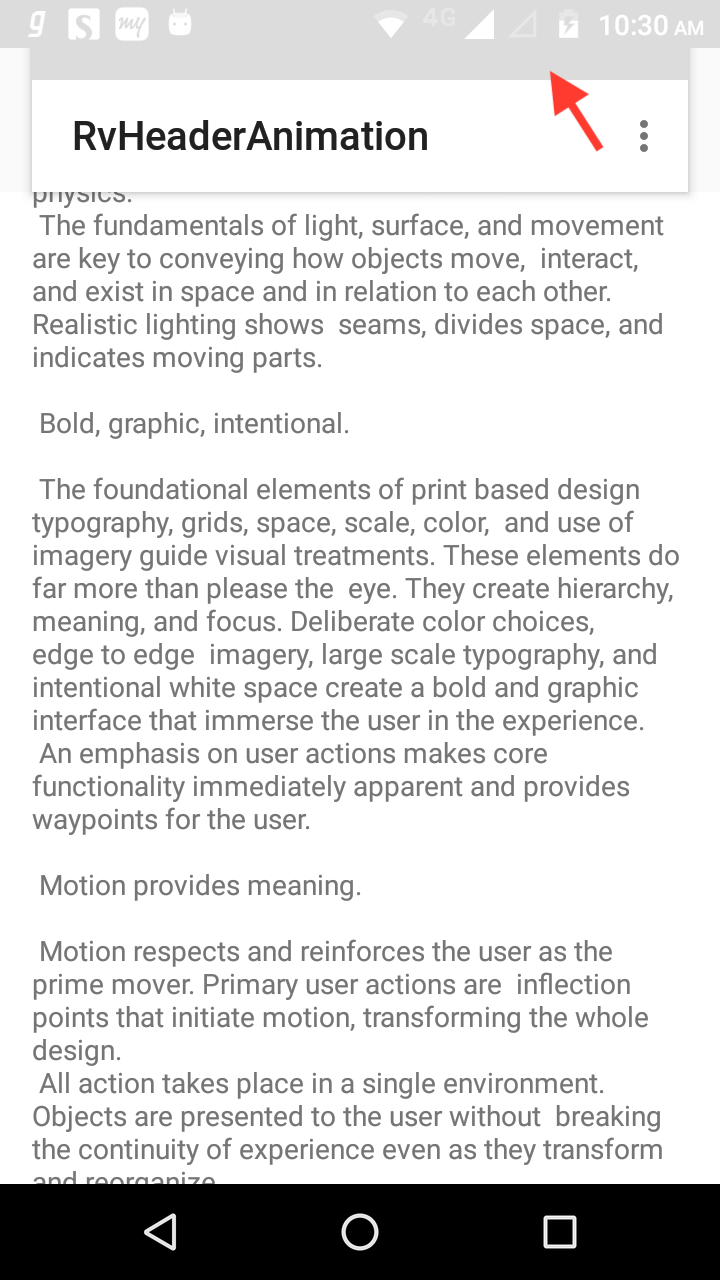 g S my 4G 10:30 AM
RvHeaderAnimation
physics.
The fundamentals of light, surface, and movement
are key to conveying how objects move,  interact,
and exist in space and in relation to each other.
Realistic lighting shows  seams, divides space, and
indicates moving parts.
Bold, graphic, intentional.
The foundational elements of print based design
typography, grids, space, scale, color,  and use of
imagery guide visual treatments. These elements do
far more than please the  eye. They create hierarchy,
meaning, and focus. Deliberate color choices,
edge to edge  imagery, large scale typography, and
intentional white space create a bold and graphic
interface that immerse the user in the experience.
An emphasis on user actions makes core
functionality immediately apparent and provides
waypoints for the user.
Motion provides meaning.
Motion respects and reinforces the user as the
prime mover. Primary user actions are  inflection
points that initiate motion, transforming the whole
design.
All action takes place in a single environment.
Objects are presented to the user without  breaking
the continuity of experience even as they transform
and reorganize